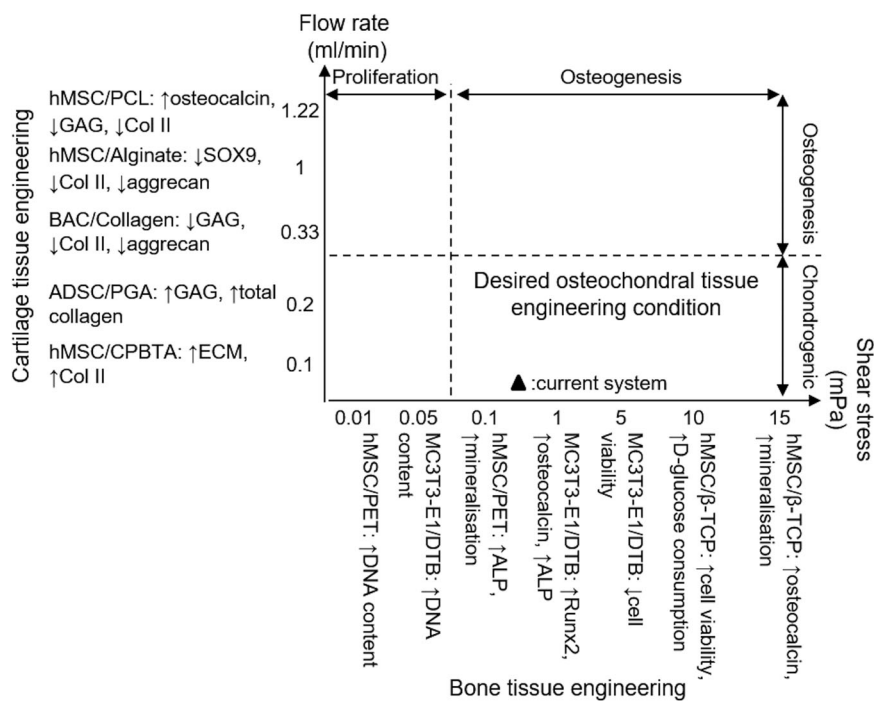 Flow rate
(ml/min)
Proliferation
Osteogenesis
Cartilage tissue engineering
hMSC/PCL: ↑osteocalcin,
↓GAG, ↓Col II
1.22
hMSC/Alginate: ↓SOX9,
↓Col II, ↓aggrecan
1
BAC/Collagen: ↓GAG,
↓Col II, ↓aggrecan
0.33
ADSC/PGA: ↑GAG, ↑total
collagen
0.2
hMSC/CPBTA: ↑ECM,
↑Col II
0.1
Osteogenesis
Desired osteochondral tissue
engineering condition
Chondrogenic
▲:current system
Shear stress
(mPa)
0.01
0.05
0.1
1
5
10
15
hMSC/PET: ↑DNA content
MC3T3-E1/DTB: ↑DNA
content
hMSC/PET: ↑ALP,
↑mineralisation
MC3T3-E1/DTB: ↑Runx2,
↑osteocalcin, ↑ALP
MC3T3-E1/DTB: ↓cell
viability
hMSC/β-TCP: ↑cell viability,
↑D-glucose consumption
hMSC/β-TCP: ↑osteocalcin,
↑mineralisation
Bone tissue engineering